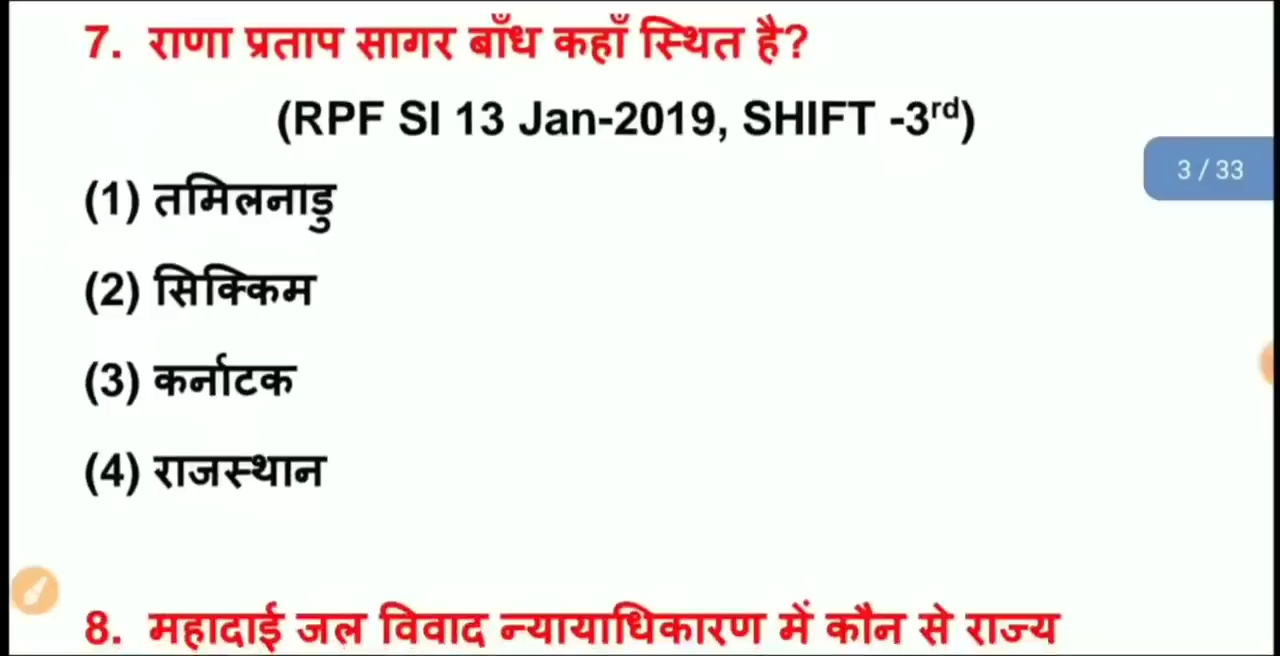 7. राणा प्रताप सागर बाँध कहाँ स्थित है?
(RPF SI 13 Jan-2019, SHIFT -3rd)
3 / 33
(1) तमिलनाडु
(2) सिक्किम
(3) कर्नाटक
(4) राजस्थान
8. महादाई जल विवाद न्यायाधिकारण में कौन से राज्य